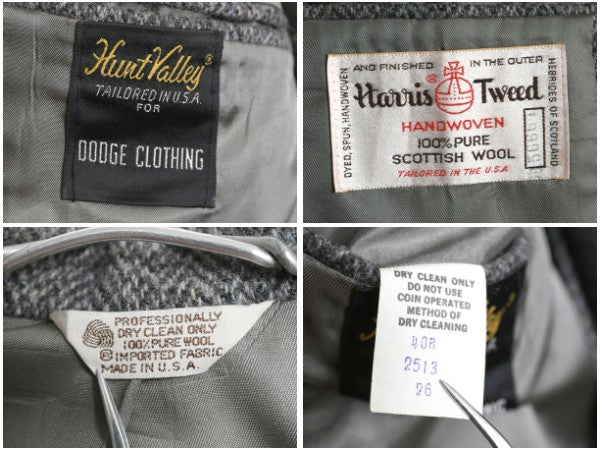 Hunt Valley®
TAILORED IN U.S.A.
FOR
DODGE CLOTHING
DYED, SPUN, HANDWOVEN
AND FINISHED IN THE OUTER
HEBRIDES OF SCOTLAND
Harris® Tweed
HANDWOVEN
100% PURE
SCOTTISH WOOL
TAILORED IN THE U.S.A
PROFESSIONALLY
DRY CLEAN ONLY
100% PURE WOOL
® IMPORTED FABRIC
MADE IN U.S.A.
DRY CLEAN ONLY
DO NOT USE
COIN OPERATED
METHOD OF
DRY CLEANING
40R
2513
26